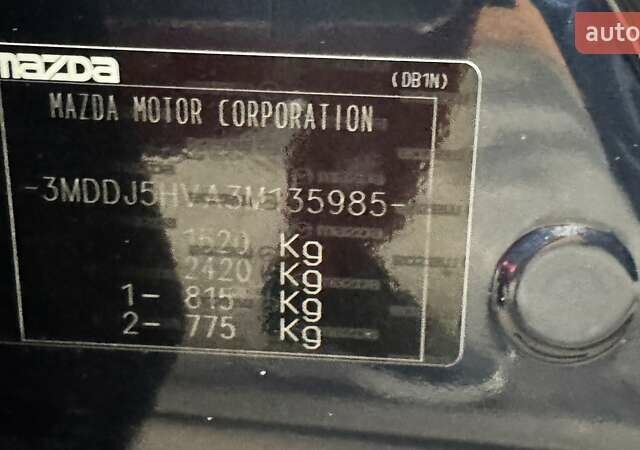 auto
mazda
(DB1N)
MAZDA MOTOR CORPORATION
-3MDDJ5HVA3M135985-
1620 Kg
2420 Kg
1- 815 Kg
2- 775 Kg